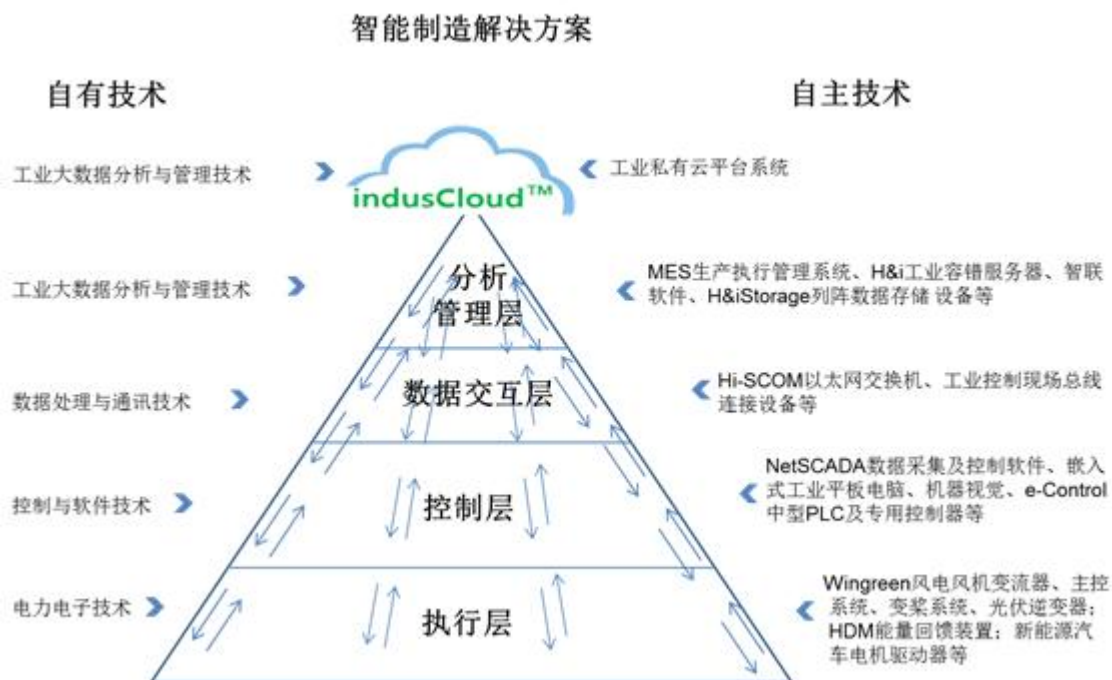 智能制造解决方案
自有技术
自主技术
工业大数据分析与管理技术
indusCloud™
工业私有云平台系统
工业大数据分析与管理技术
分析
管理层
MES生产执行管理系统、H&i工业容错服务器、智联
软件、H&iStorage列阵数据存储 设备等
数据处理与通讯技术
数据交互层
Hi-SCOM以太网交换机、工业控制现场总线
连接设备等
控制与软件技术
控制层
NetSCADA数据采集及控制软件、嵌入
式工业平板电脑、机器视觉、e-Control
中型PLC及专用控制器等
电力电子技术
执行层
Wingreen风电风机变流器、主控
系统、变桨系统、光伏逆变器；
HDM能量回馈装置；新能源汽
车电机驱动器等